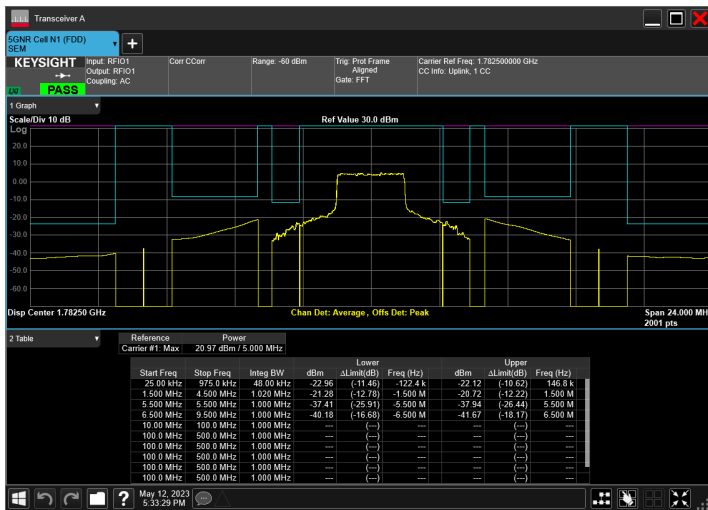 Transceiver A
5GNR Cell N1 (FDD)
SEM
KEYSIGHT
Input: RFIO1
Output: RFIO1
Coupling: AC
Corr CCorr
Range: -60 dBm
Trig: Prot Frame
Aligned
Gate: FFT
Carrier Ref Freq: 1.782500000 GHz
CC Info: Uplink, 1 CC
PASS
1 Graph
Scale/Div 10 dB
Ref Value 30.0 dBm
Log
20.0
10.0
0.00
-10.0
-20.0
-30.0
-40.0
-50.0
-60.0
Disp Center 1.78250 GHz
Chan Det: Average, Offs Det: Peak
Span 24.000 MH
2001 pts
2 Table
Reference Power
Carrier #1: Max 20.97 dBm / 5.000 MHz
Lower Upper
Start Freq Stop Freq Integ BW dBm ΔLimit(dB) Freq (Hz) dBm ΔLimit(dB) Freq (Hz)
25.00 kHz 975.0 kHz 48.00 kHz -22.96 (-11.46) -122.4 k -22.12 (-10.62) 146.8 k
1.500 MHz 4.500 MHz 1.020 MHz -21.28 (-12.78) -1.500 M -20.72 (-12.22) 1.500 M
5.500 MHz 5.500 MHz 1.000 MHz -37.41 (-25.91) -5.500 M -37.94 (-26.44) 5.500 M
6.500 MHz 9.500 MHz 1.000 MHz -40.18 (-16.68) -6.500 M -41.67 (-18.17) 6.500 M
10.00 MHz 100.0 MHz 1.000 MHz --- (---) --- --- (---) ---
100.0 MHz 500.0 MHz 1.000 MHz --- (---) --- --- (---) ---
100.0 MHz 500.0 MHz 1.000 MHz --- (---) --- --- (---) ---
100.0 MHz 500.0 MHz 1.000 MHz --- (---) --- --- (---) ---
100.0 MHz 500.0 MHz 1.000 MHz --- (---) --- --- (---) ---
100.0 MHz 500.0 MHz 1.000 MHz --- (---) --- --- (---) ---
May 12, 2023
5:33:29 PM